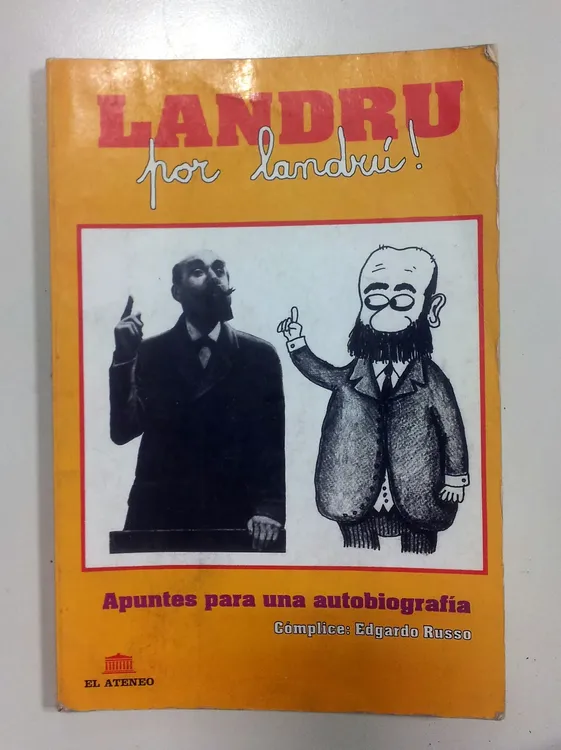 LANDRU
por landrú!
Apuntes para una autobiografía
Cómplice: Edgardo Russo
EL ATENEO